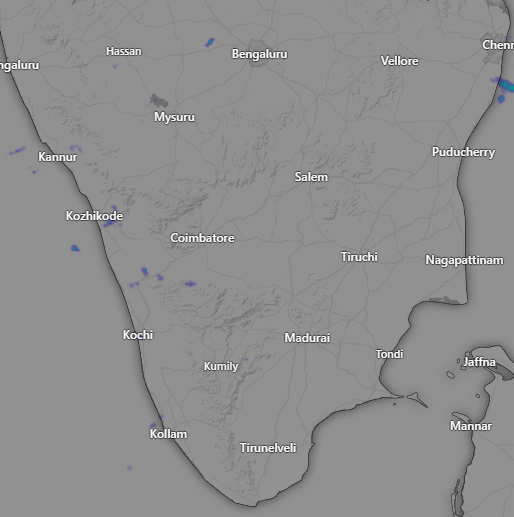 Hassan
Bengaluru
Chenn
ngaluru
Vellore
Mysuru
Kannur
Puducherry
Salem
Kozhikode
Coimbatore
Tiruchi
Nagapattinam
Kochi
Madurai
Tondi
Kumily
Jaffna
Kollam
Mannar
Tirunelveli